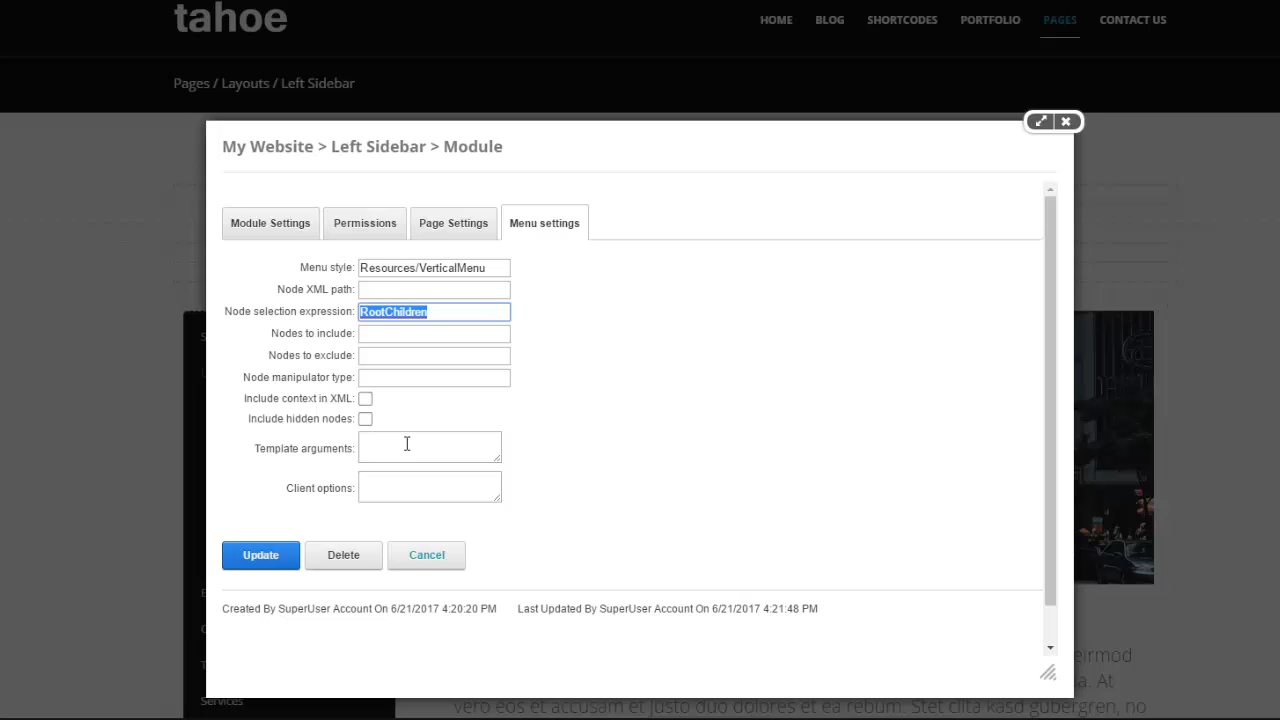 tahoe
HOME BLOG SHORTCODES PORTFOLIO PAGES CONTACT US
Pages / Layouts / Left Sidebar
My Website > Left Sidebar > Module
Module Settings Permissions Page Settings Menu settings
Menu style: Resources/VerticalMenu
Node XML path:
Node selection expression: RootChildren
Nodes to include:
Nodes to exclude:
Node manipulator type:
Include context in XML:
Include hidden nodes:
Template arguments:
Client options:
Update Delete Cancel
Created By SuperUser Account On 6/21/2017 4:20:20 PM Last Updated By SuperUser Account On 6/21/2017 4:21:48 PM
eirmod
a. At
Services
vero eos et accusam et justo duo dolores et ea rebum. Stet clita kasd gubergren, no